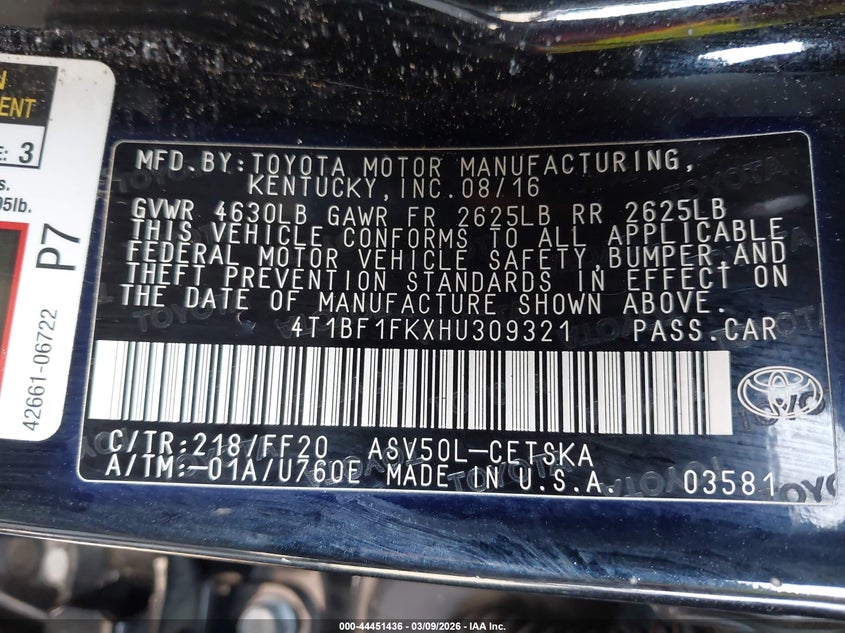 MFD. BY: TOYOTA MOTOR MANUFACTURING,
KENTUCKY, INC. 08/16
GVWR 4630LB GAWR FR 2625LB RR 2625LB
THIS VEHICLE CONFORMS TO ALL APPLICABLE
FEDERAL MOTOR VEHICLE SAFETY, BUMPER, AND
THEFT PREVENTION STANDARDS IN EFFECT ON
THE DATE OF MANUFACTURE SHOWN ABOVE.
4T1BF1FKXHU309321 PASS. CAR
C/TR: 218/FF20 ASV50L-CETSKA
A/TM: -01A/U760E MADE IN U.S.A. 03581
: 3
95lb.
P7
42661-06722
TOYOTA
000-44451436 - 03/09/2026 - IAA Inc.